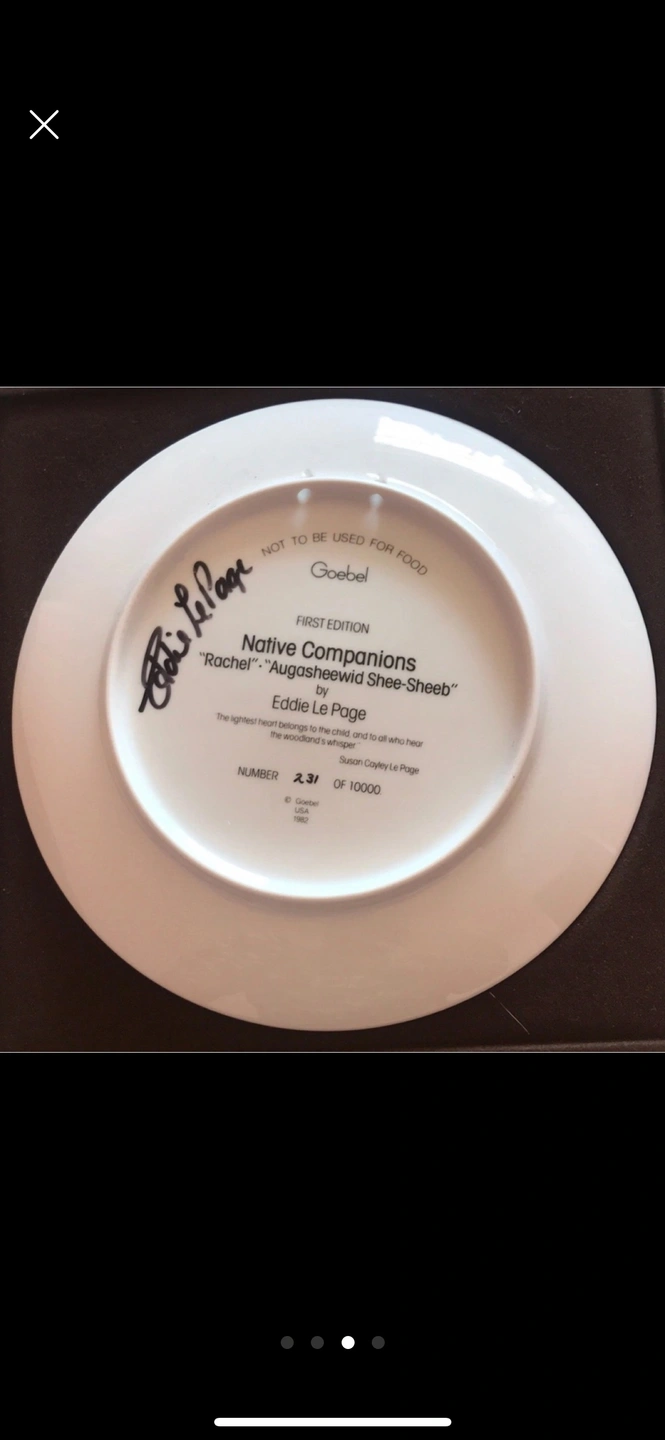 NOT TO BE USED FOR FOOD
Goebel
Eddie Le Page
FIRST EDITION
Native Companions
"Rachel"·"Augasheewid Shee-Sheeb"
by
Eddie Le Page
"The lightest heart belongs to the child, and to all who hear
the woodland's whisper"
Susan Cayley Le Page
NUMBER 231 OF 10000
© Goebel
USA
1982